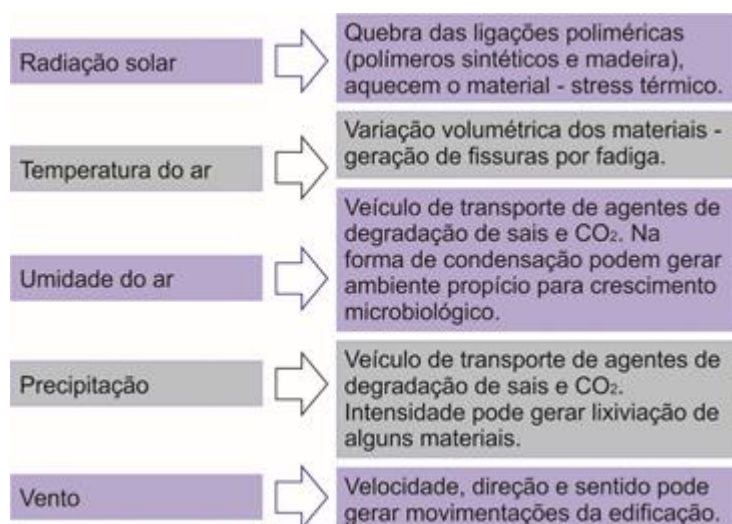 Radiação solar
Quebra das ligações poliméricas
(polímeros sintéticos e madeira),
aquecem o material - stress térmico.
Temperatura do ar
Variação volumétrica dos materiais -
geração de fissuras por fadiga.
Umidade do ar
Veículo de transporte de agentes de
degradação de sais e CO₂. Na
forma de condensação podem gerar
ambiente propício para crescimento
microbiológico.
Precipitação
Veículo de transporte de agentes de
degradação de sais e CO₂.
Intensidade pode gerar lixiviação de
alguns materiais.
Vento
Velocidade, direção e sentido pode
gerar movimentações da edificação.